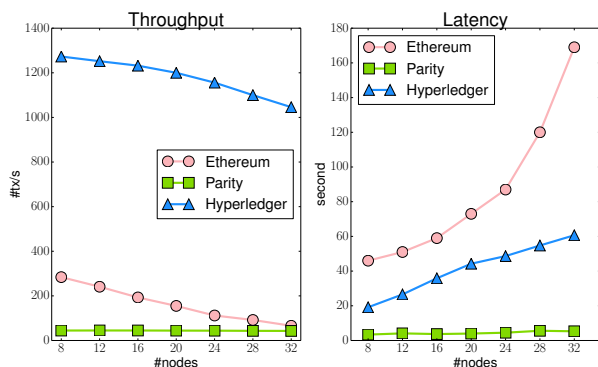 Throughput
1400
1200
1000
800
600
400
200
0
#tx/s
Ethereum
Parity
Hyperledger
8 12 16 20 24 28 32
#nodes
Latency
180
160
140
120
100
80
60
40
20
0
second
Ethereum
Parity
Hyperledger
8 12 16 20 24 28 32
#nodes